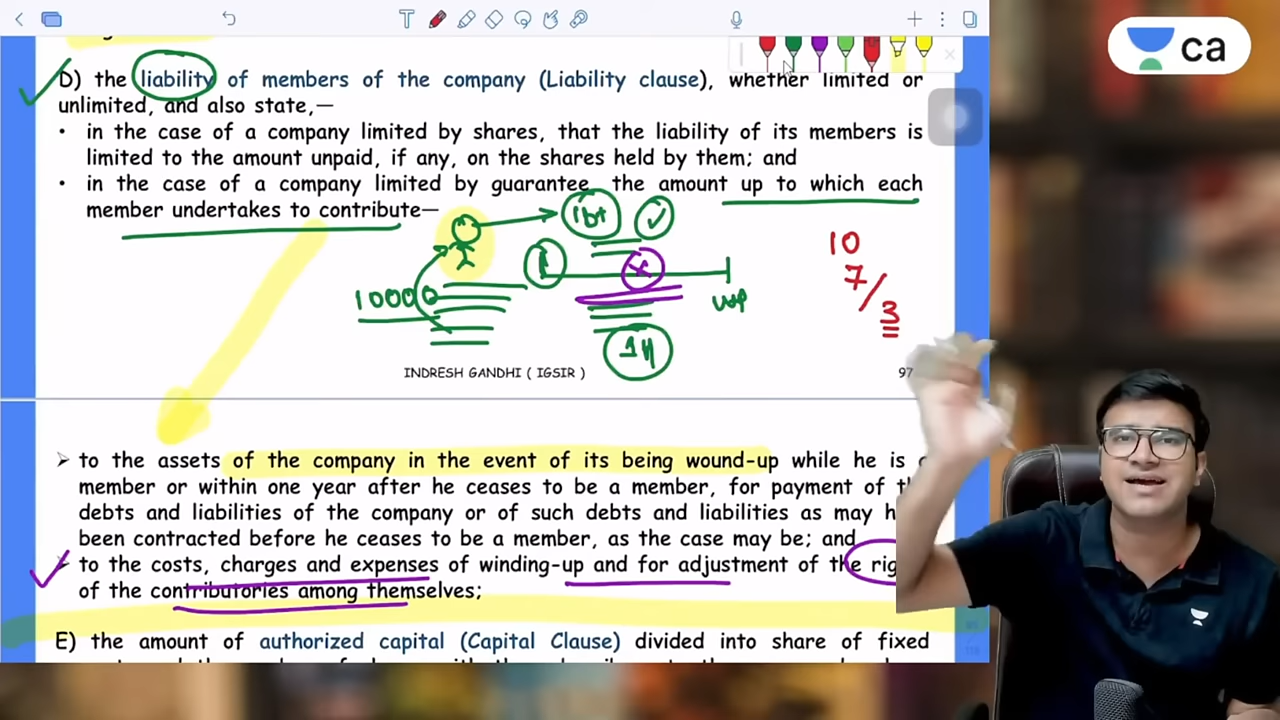 ca
D) the liability of members of the company (Liability clause), whether limited or
unlimited, and also state,—
• in the case of a company limited by shares, that the liability of its members is
limited to the amount unpaid, if any, on the shares held by them; and
• in the case of a company limited by guarantee, the amount up to which each
member undertakes to contribute—
10
7/3
10000
INDRESH GANDHI ( IGSIR )
97
➢ to the assets of the company in the event of its being wound-up while he is
member or within one year after he ceases to be a member, for payment of
debts and liabilities of the company or of such debts and liabilities as may
been contracted before he ceases to be a member, as the case may be; and
to the costs, charges and expenses of winding-up and for adjustment of the
of the contributories among themselves;
E) the amount of authorized capital (Capital Clause) divided into share of fixed